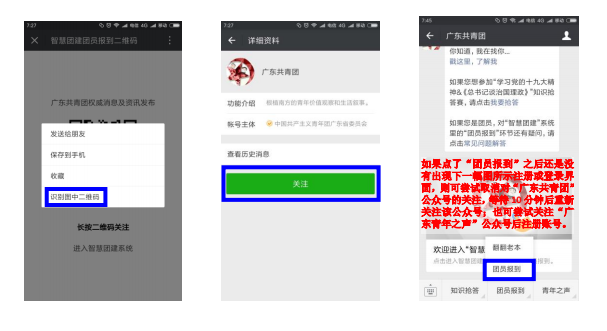 7:27
智慧团建团员报到二维码
广东共青团权威消息及资讯发布
发送给朋友
保存到手机
收藏
识别图中二维码
长按二维码关注
进入智慧团建系统
7:27
详细资料
广东共青团
功能介绍
帐号主体 中国共产主义青年团广东省委员会
查看历史消息
关注
7:45
广东共青团
你知道，我在找你...
戳这里，了解我
如果您想参加"学习党的十九大精神&《总书记谈治国理政》"知识抢答赛，请点击我要抢答
如果您是团员，对"智慧团建"系统里的"团员报到"环节还有疑问，请点击常见问题解答
如果点了"团员报到"之后还是没
有出现下一幅图所示注册或登录界
面，则可尝试取消对"广东共青团"
公众号的关注，等待 10 分钟后重新
关注该公众号；也可尝试关注"广
东青年之声"公众号后注册账号。
欢迎进入"智慧
翻翻老本
团员报到
知识抢答 团员报到 青年之声